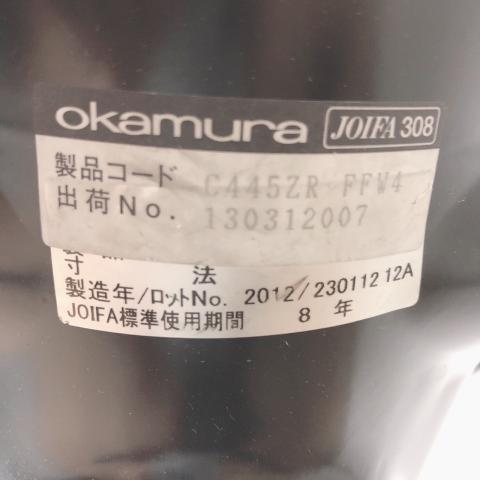 okamura JOIFA 308
製品コード C445ZR FFW4
出荷No. 130312007
寸 法
製造年/ロットNo. 2012/230112 12A
JOIFA標準使用期間 8 年